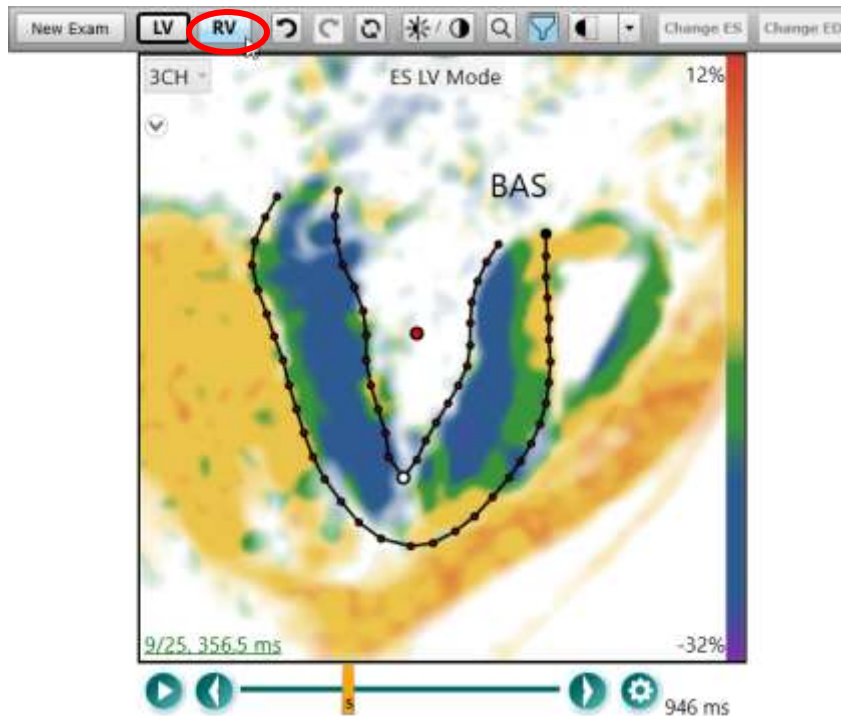 New Exam LV RV Change ES Change ED
3CH ES LV Mode 12%
BAS
9/25, 356.5 ms -32%
s
946 ms